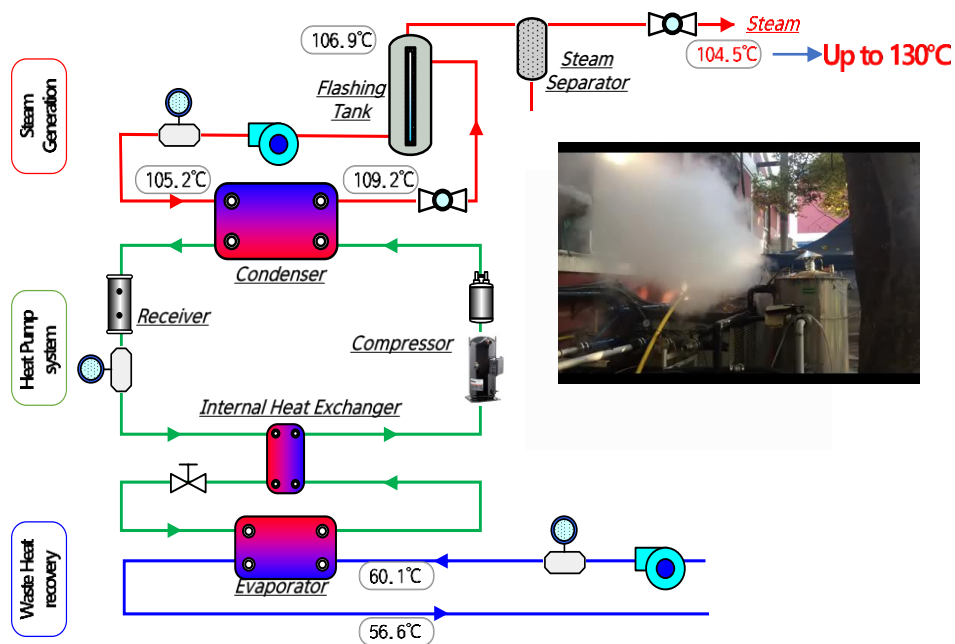 Steam
Generation
106.9℃
Flashing
Tank
Steam
Separator
Steam
104.5℃
Up to 130℃
105.2℃
109.2℃
Condenser
Heat Pump
system
Receiver
Compressor
Internal Heat Exchanger
Waste Heat
recovery
Evaporator
60.1℃
56.6℃